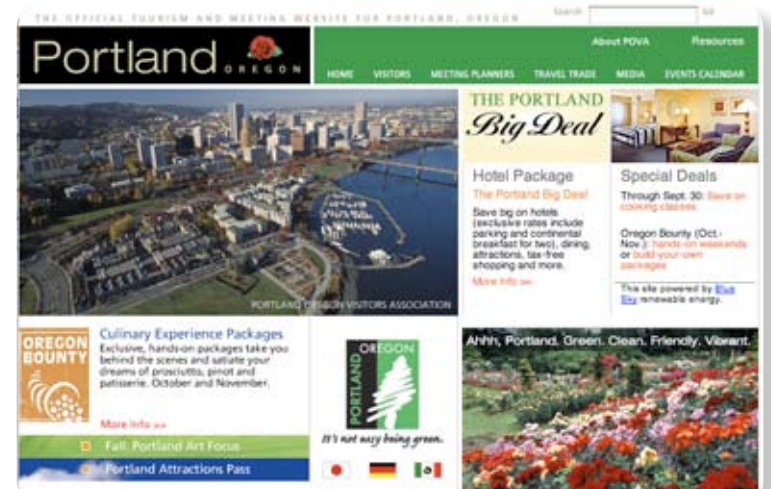 THE OFFICIAL TOURISM AND MEETING WEBSITE FOR PORTLAND, OREGON
Search
GO
Portland
OREGON
About POVA
Resources
HOME
VISITORS
MEETING PLANNERS
TRAVEL TRADE
MEDIA
EVENTS CALENDAR
PORTLAND OREGON VISITORS ASSOCIATION
THE PORTLAND
Big Deal
Hotel Package
The Portland Big Deal
Save big on hotels
(exclusive rates include
parking and continental
breakfast for two), dining,
attractions, tax-free
shopping and more.
More Info >>
Special Deals
Through Sept. 30: Save on
cooking classes
Oregon Bounty (Oct.-
Nov.): hands-on weekends
or build-your-own
packages
This site powered by Blue
Sky renewable energy.
OREGON
BOUNTY
Culinary Experience Packages
Exclusive, hands-on packages take you
behind the scenes and satiate your
dreams of prosciutto, pinot and
patisserie. October and November.
More Info >>
Fall: Portland Art Focus
Portland Attractions Pass
PORTLAND
OREGON
It's not easy being green.
Ahhh, Portland. Green. Clean. Friendly. Vibrant.